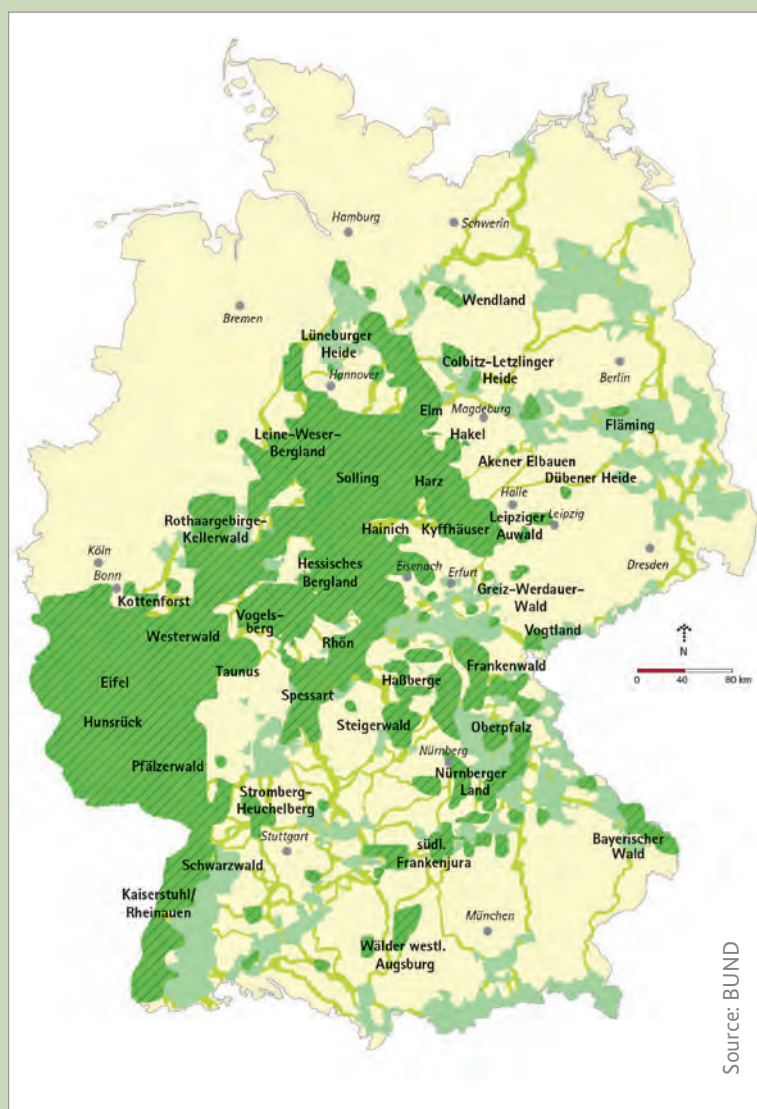 Hamburg
Schwerin
Wendland
Bremen
Lüneburger
Heide
Hannover
Colbitz-Letzlinger
Heide
Berlin
Elm
Magdeburg
Fläming
Leine-Weser-
Bergland
Hakel
Solling
Harz
Akener Elbauen
Dübener Heide
Halle
Rothaargebirge-
Kellerwald
Hainich
Kyffhäuser
Leipziger
Auwald
Leipzig
Köln
Bonn
Hessisches
Bergland
Eisenach
Erfurt
Dresden
Kottenforst
Greiz-Werdauer-
Wald
Vogels-
berg
Westerwald
Rhön
Vogtland
N
Taunus
Frankenwald
0 40 80 km
Eifel
Haßberge
Spessart
Hunsrück
Steigerwald
Oberpfalz
Nürnberg
Pfälzerwald
Nürnberger
Land
Stromberg-
Heuchelberg
Stuttgart
südl.
Frankenjura
Bayerischer
Wald
Schwarzwald
Kaiserstuhl/
Rheinauen
München
Wälder westl.
Augsburg
Source: BUND